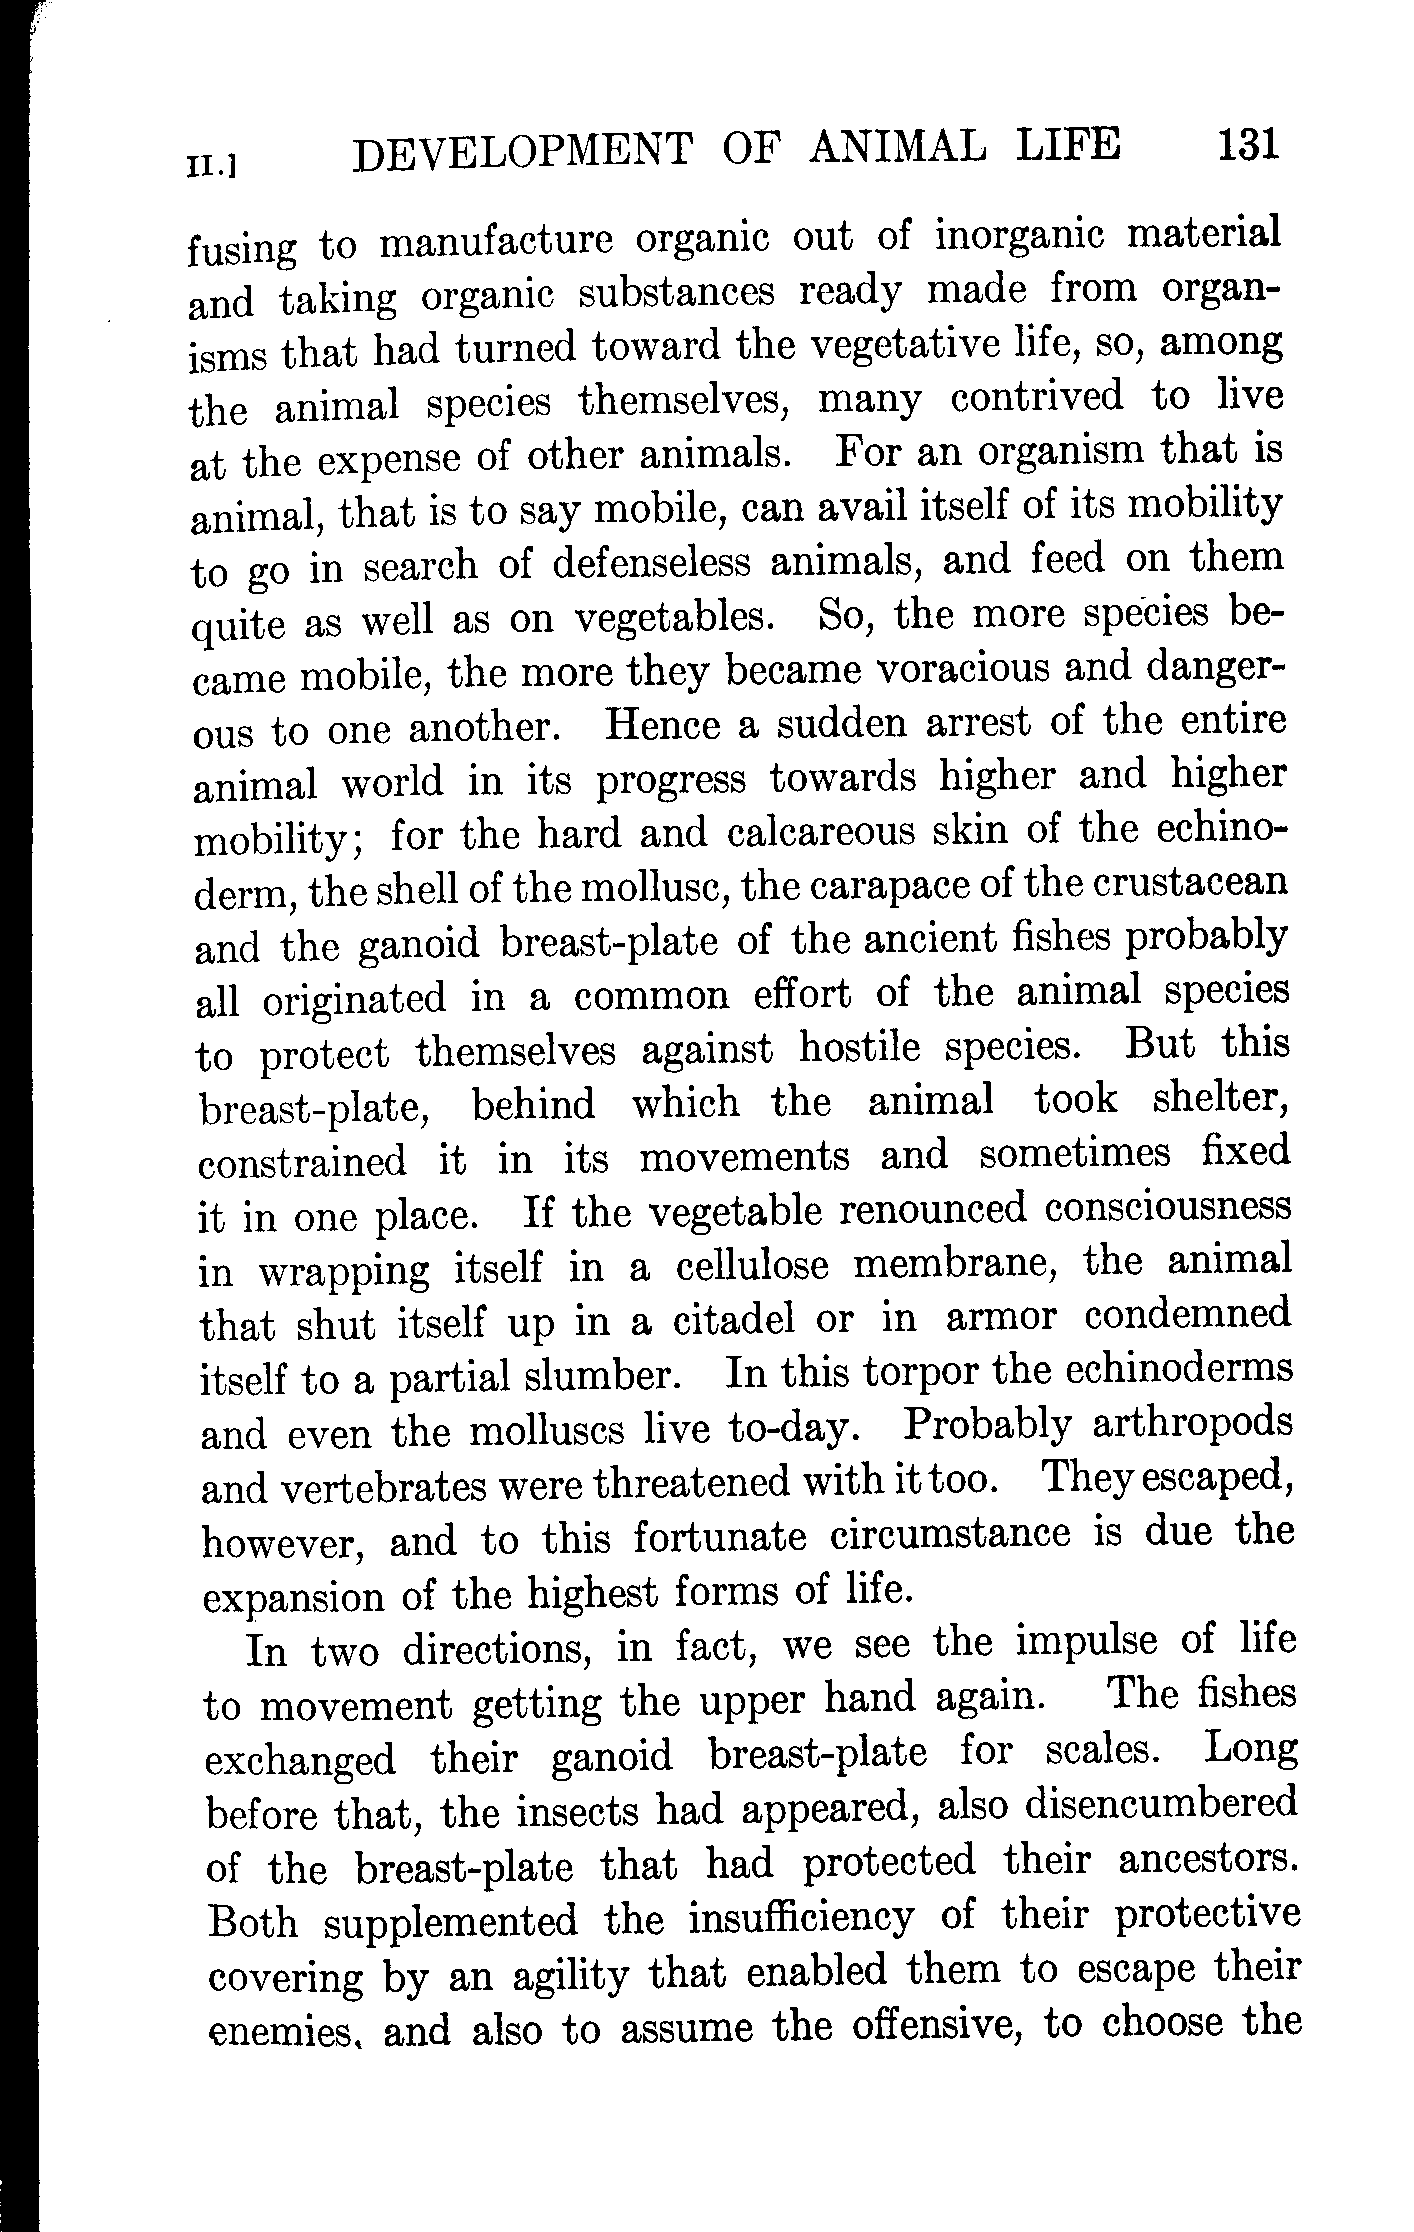 II.] DEVELOPMENT OF ANIMAL LIFE 131
fusing to manufacture organic out of inorganic material
and taking organic substances ready made from organ-
isms that had turned toward the vegetative life, so, among
the animal species themselves, many contrived to live
at the expense of other animals. For an organism that is
animal, that is to say mobile, can avail itself of its mobility
to go in search of defenseless animals, and feed on them
quite as well as on vegetables. So, the more species be-
came mobile, the more they became voracious and danger-
ous to one another. Hence a sudden arrest of the entire
animal world in its progress towards higher and higher
mobility; for the hard and calcareous skin of the echino-
derm, the shell of the mollusc, the carapace of the crustacean
and the ganoid breast-plate of the ancient fishes probably
all originated in a common effort of the animal species
to protect themselves against hostile species. But this
breast-plate, behind which the animal took shelter,
constrained it in its movements and sometimes fixed
it in one place. If the vegetable renounced consciousness
in wrapping itself in a cellulose membrane, the animal
that shut itself up in a citadel or in armor condemned
itself to a partial slumber. In this torpor the echinoderms
and even the molluscs live to-day. Probably arthropods
and vertebrates were threatened with it too. They escaped,
however, and to this fortunate circumstance is due the
expansion of the highest forms of life.
In two directions, in fact, we see the impulse of life
to movement getting the upper hand again. The fishes
exchanged their ganoid breast-plate for scales. Long
before that, the insects had appeared, also disencumbered
of the breast-plate that had protected their ancestors.
Both supplemented the insufficiency of their protective
covering by an agility that enabled them to escape their
enemies, and also to assume the offensive, to choose the